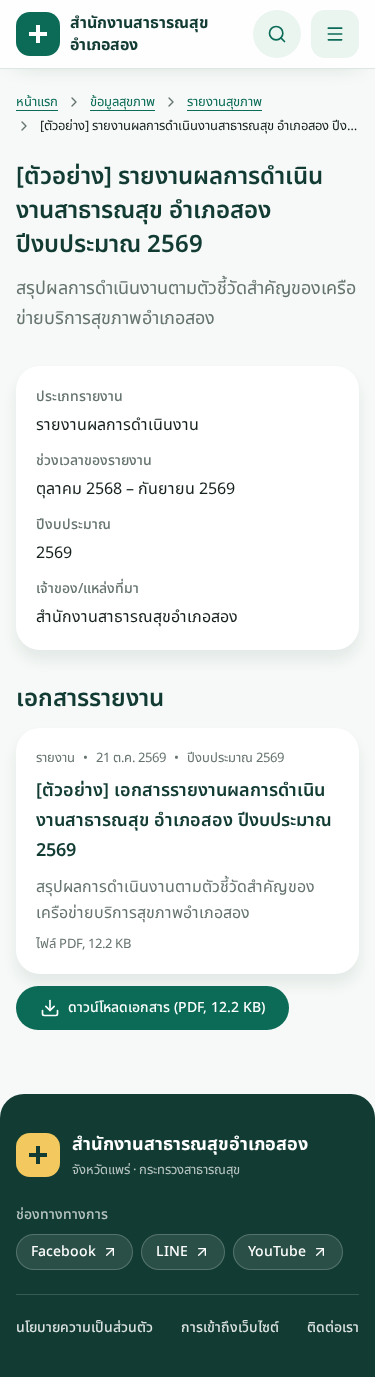 สำนักงานสาธารณสุข
อำเภอสอง
หน้าแรก
ข้อมูลสุขภาพ
รายงานสุขภาพ
[ตัวอย่าง] รายงานผลการดำเนินงานสาธารณสุข อำเภอสอง ปีง...
[ตัวอย่าง] รายงานผลการดำเนิน
งานสาธารณสุข อำเภอสอง
ปีงบประมาณ 2569
สรุปผลการดำเนินงานตามตัวชี้วัดสำคัญของเครือ
ข่ายบริการสุขภาพอำเภอสอง
ประเภทรายงาน
รายงานผลการดำเนินงาน
ช่วงเวลาของรายงาน
ตุลาคม 2568 – กันยายน 2569
ปีงบประมาณ
2569
เจ้าของ/แหล่งที่มา
สำนักงานสาธารณสุขอำเภอสอง
เอกสารรายงาน
รายงาน • 21 ต.ค. 2569 • ปีงบประมาณ 2569
[ตัวอย่าง] เอกสารรายงานผลการดำเนิน
งานสาธารณสุข อำเภอสอง ปีงบประมาณ
2569
สรุปผลการดำเนินงานตามตัวชี้วัดสำคัญของ
เครือข่ายบริการสุขภาพอำเภอสอง
ไฟล์ PDF, 12.2 KB
ดาวน์โหลดเอกสาร (PDF, 12.2 KB)
สำนักงานสาธารณสุขอำเภอสอง
จังหวัดแพร่ · กระทรวงสาธารณสุข
ช่องทางทางการ
Facebook
LINE
YouTube
นโยบายความเป็นส่วนตัว
การเข้าถึงเว็บไซต์
ติดต่อเรา